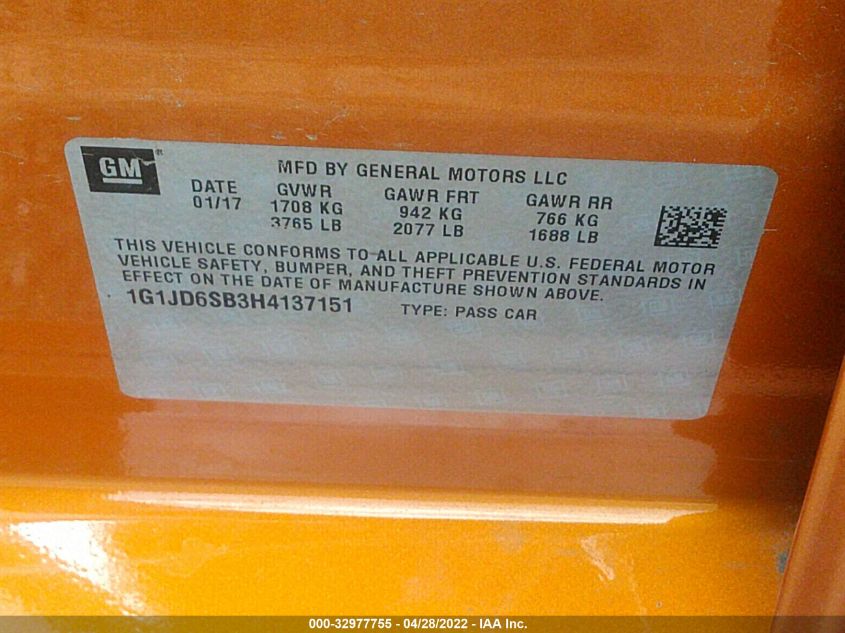 GM®
MFD BY GENERAL MOTORS LLC
DATE GVWR GAWR FRT GAWR RR
01/17 1708 KG 942 KG 766 KG
3765 LB 2077 LB 1688 LB
THIS VEHICLE CONFORMS TO ALL APPLICABLE U.S. FEDERAL MOTOR
VEHICLE SAFETY, BUMPER, AND THEFT PREVENTION STANDARDS IN
EFFECT ON THE DATE OF MANUFACTURE SHOWN ABOVE.
1G1JD6SB3H4137151 TYPE: PASS CAR
000-32977755 - 04/28/2022 - IAA Inc.